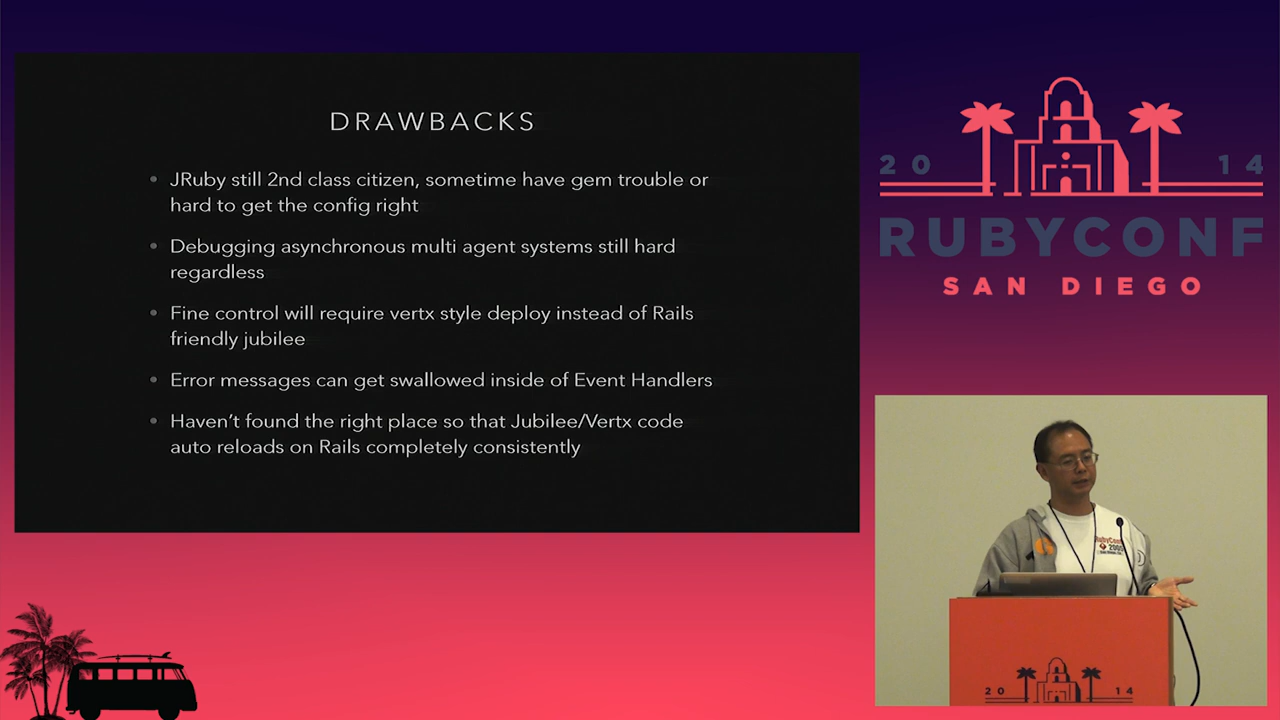 DRAWBACKS
JRuby still 2nd class citizen, sometime have gem trouble or
hard to get the config right
Debugging asynchronous multi agent systems still hard
regardless
Fine control will require vertx style deploy instead of Rails
friendly jubilee
Error messages can get swallowed inside of Event Handlers
Haven't found the right place so that Jubilee/Vertx code
auto reloads on Rails completely consistently
20 14
RUBYCONF
SAN DIEGO
RubyConf
2005
20 14